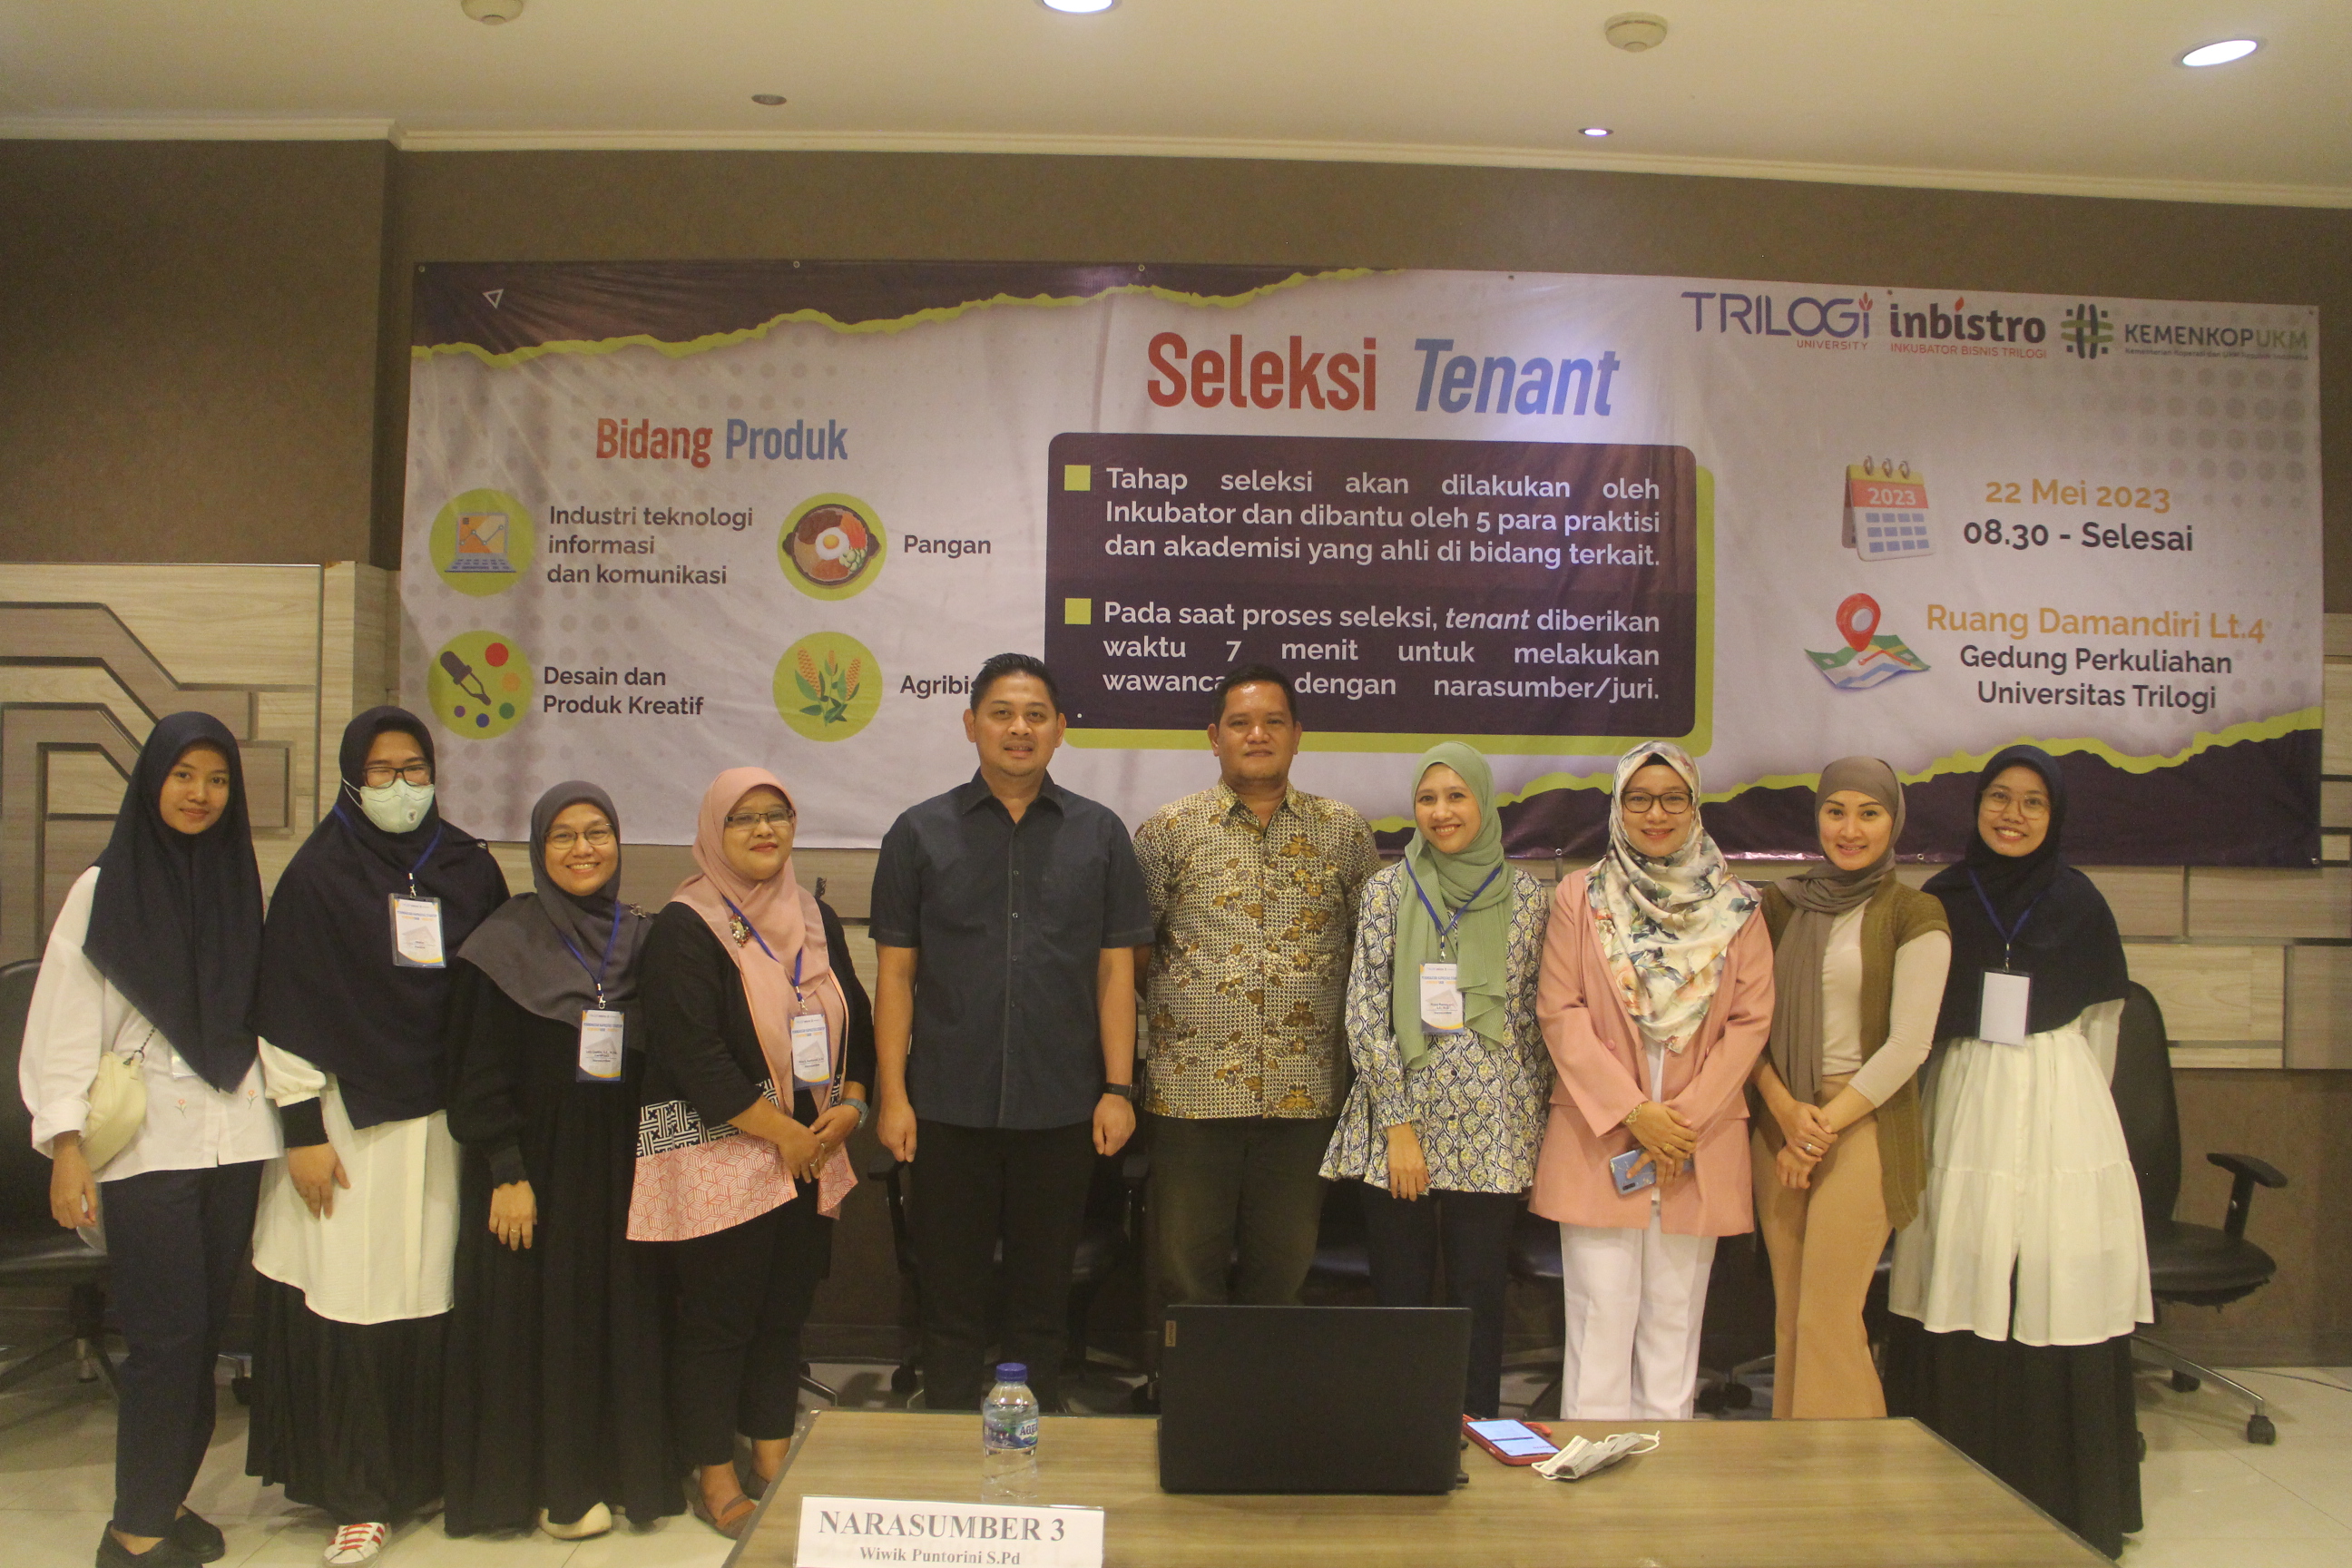 TRILOGI
UNIVERSITY
inbistro
INKUBATOR BISNIS TRILOGI
KEMENKOPUKM
Seleksi Tenant
Bidang Produk
Industri teknologi
informasi
dan komunikasi
Pangan
Desain dan
Produk Kreatif
Agribis
Tahap seleksi akan dilakukan oleh
Inkubator dan dibantu oleh 5 para praktisi
dan akademisi yang ahli di bidang terkait.
Pada saat proses seleksi, tenant diberikan
waktu 7 menit untuk melakukan
wawanca dengan narasumber/juri.
2023
22 Mei 2023
08.30 - Selesai
Ruang Damandiri Lt.4
Gedung Perkuliahan
Universitas Trilogi
Lenovo
NARASUMBER 3
Wiwik Puntorini S.Pd